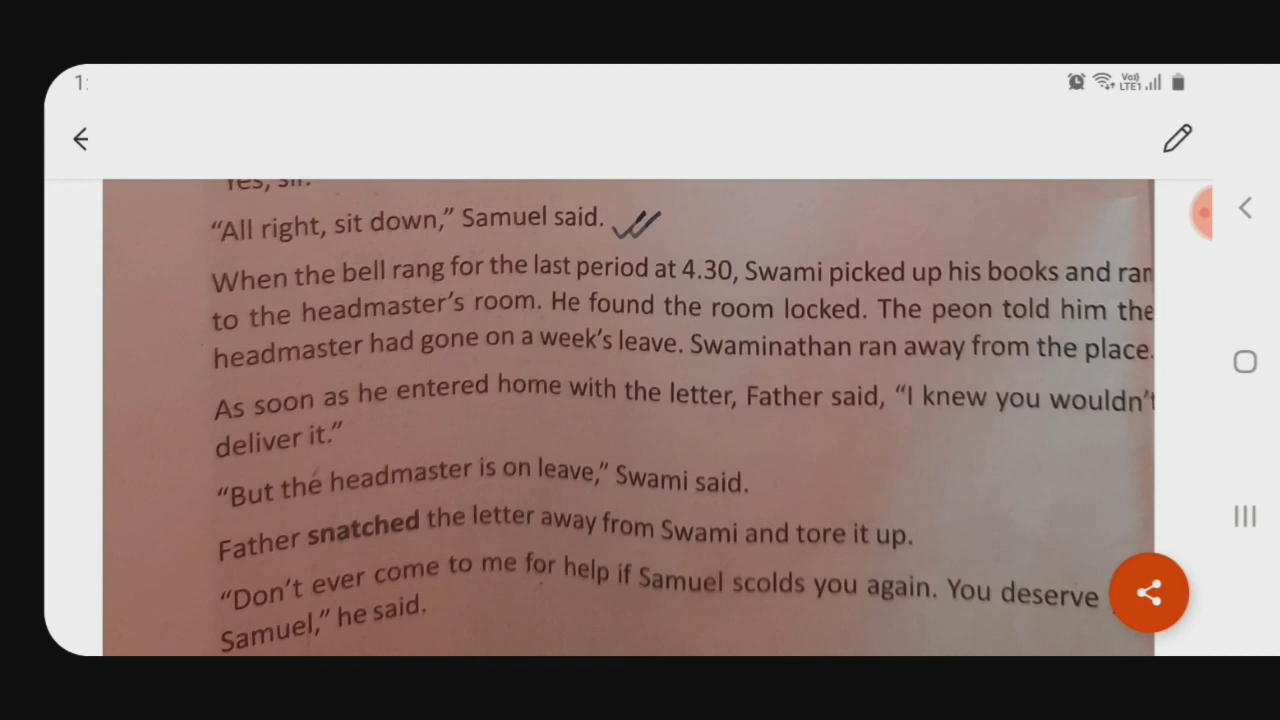 1:
Vo) LTE1
Yes, sir.
“All right, sit down,” Samuel said.
When the bell rang for the last period at 4.30, Swami picked up his books and ran
to the headmaster’s room. He found the room locked. The peon told him the
headmaster had gone on a week’s leave. Swaminathan ran away from the place.
As soon as he entered home with the letter, Father said, “I knew you wouldn’t
deliver it.”
“But the headmaster is on leave,” Swami said.
Father snatched the letter away from Swami and tore it up.
“Don’t ever come to me for help if Samuel scolds you again. You deserve
Samuel,” he said.